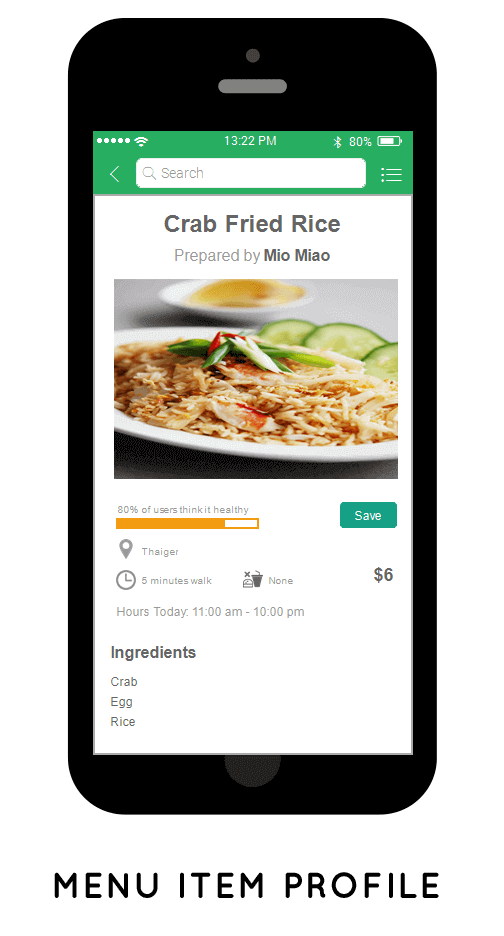 13:22 PM 80%
Search
Crab Fried Rice
Prepared by Mio Miao
80% of users think it healthy
Save
Thaiger
5 minutes walk None $6
Hours Today: 11:00 am - 10:00 pm
Ingredients
Crab
Egg
Rice
MENU ITEM PROFILE